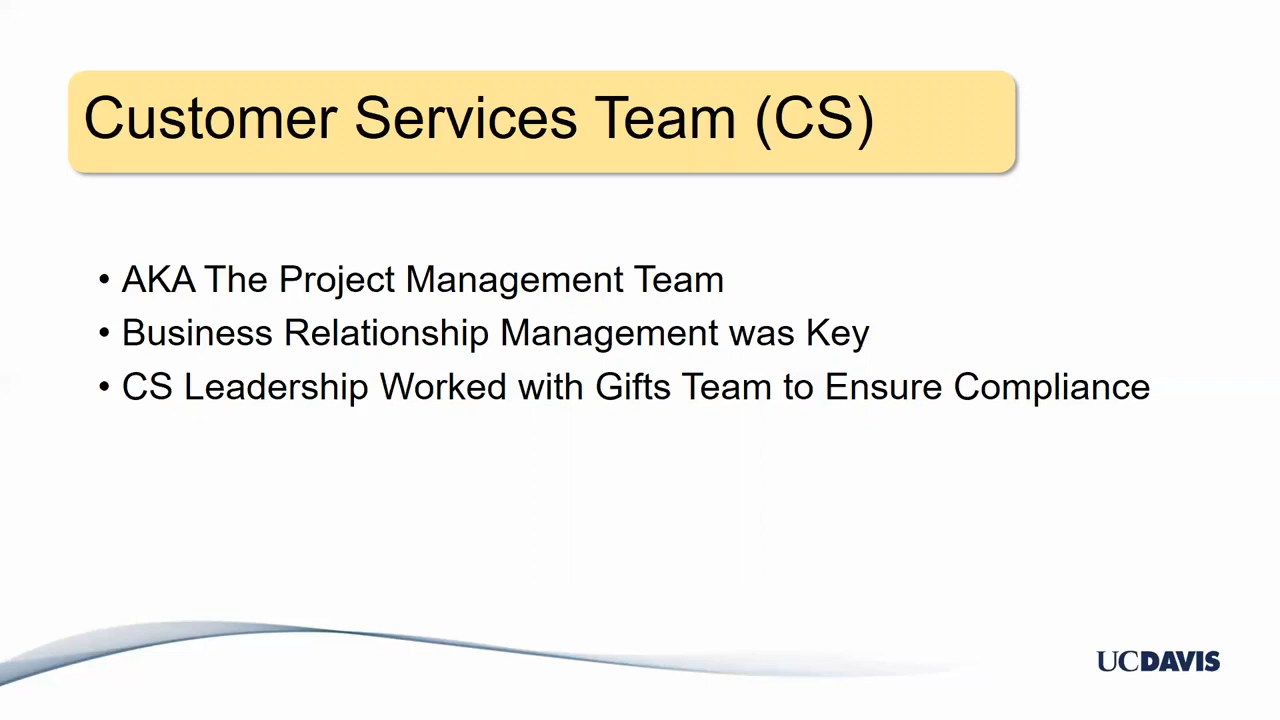 Customer Services Team (CS)
• AKA The Project Management Team
• Business Relationship Management was Key
• CS Leadership Worked with Gifts Team to Ensure Compliance
UCDAVIS